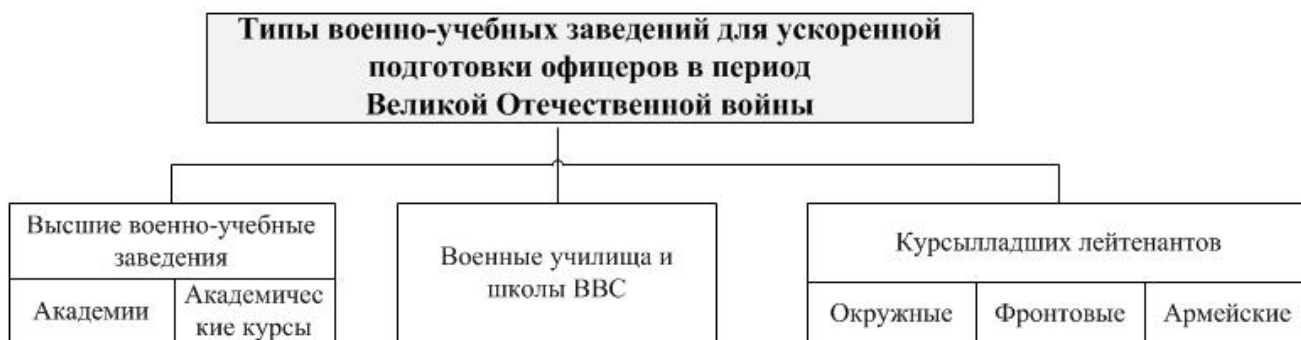 Типы военно-учебных заведений для ускоренной
подготовки офицеров в период
Великой Отечественной войны
Высшие военно-учебные
заведения
Академии
Академичес
кие курсы
Военные училища и
школы ВВС
Курсылладших лейтенантов
Окружные
Фронтовые
Армейские